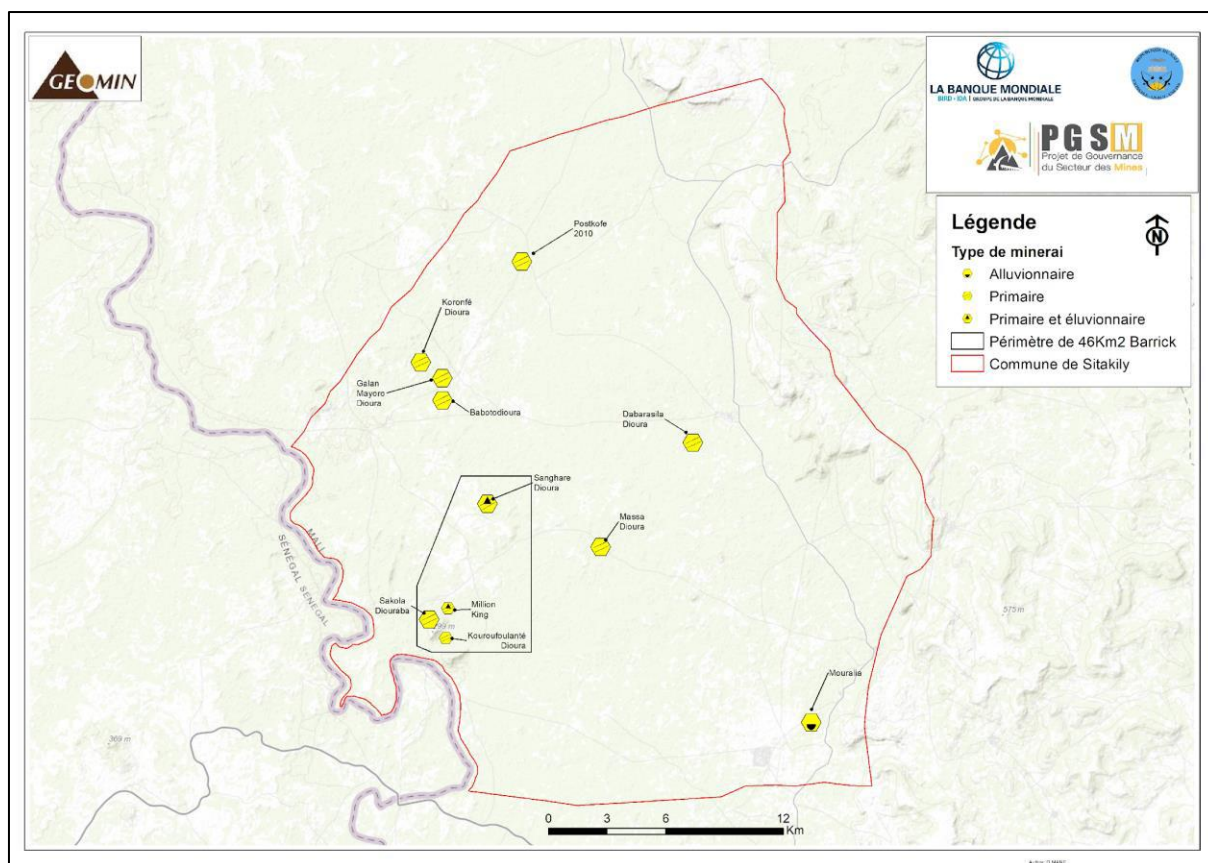 GEOMIN
LA BANQUE MONDIALE
BIRD • IDA | GROUPE DE LA BANQUE MONDIALE
PGSM
Projet de Gouvernance
du Secteur des Mines
Légende
N
Type de minerai
Alluvionnaire
Primaire
Primaire et éluvionnaire
Périmètre de 46Km2 Barrick
Commune de Sitakily
Postkofe
2010
Koronfé
Dioura
Galan
Mayoro
Dioura
Babotodioura
Dabarasila
Dioura
Sanghare
Dioura
Massa
Dioura
MALI
SÉNÉGAL SENEGAL
Sakola
Diouraba
Million
King
Kouroufoulanté
Dioura
575 m
Mouralia
369 m
0 3 6 12
Km